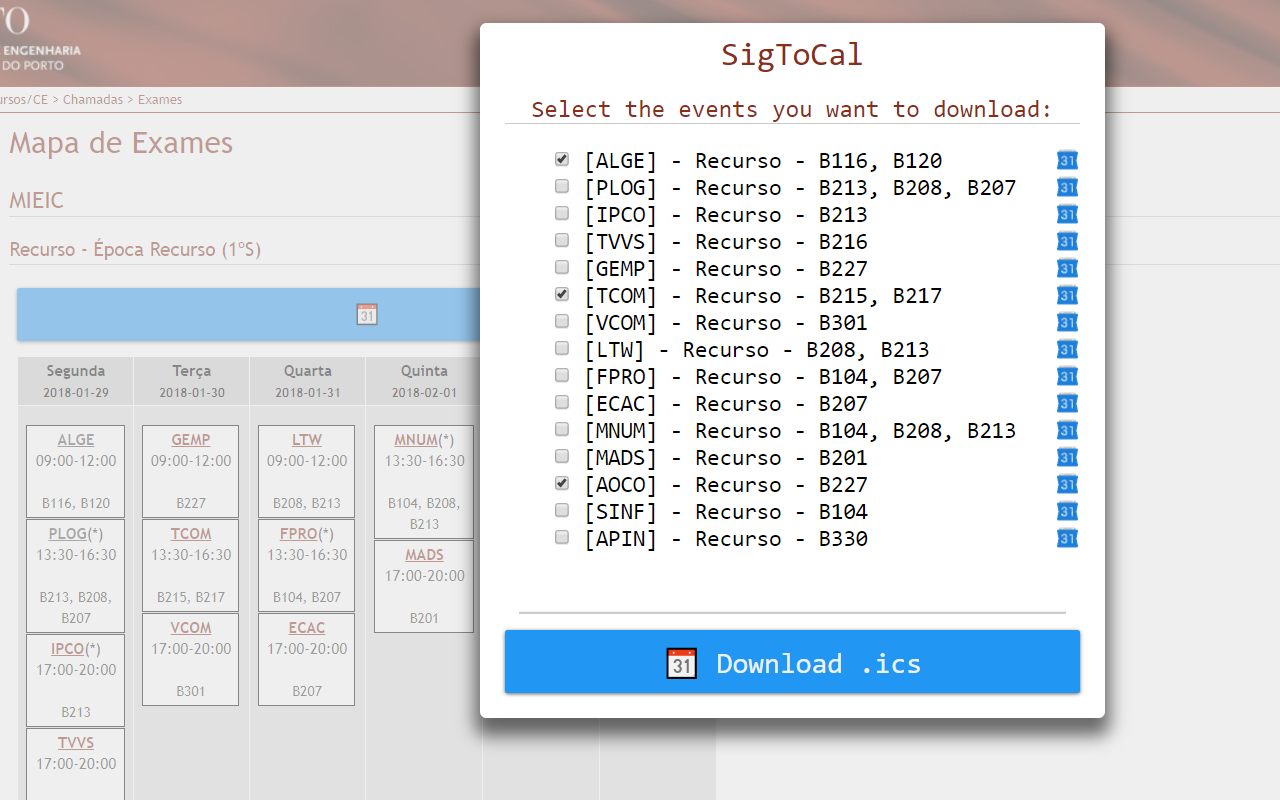 TO
ENGENHARIA
DO PORTO
ursos/CE > Chamadas > Exames
Mapa de Exames
MIEIC
Recurso - Época Recurso (1ºS)
31
Segunda
2018-01-29
Terça
2018-01-30
Quarta
2018-01-31
Quinta
2018-02-01
ALGE
09:00-12:00
B116, B120
PLOG(*)
13:30-16:30
B213, B208,
B207
IPCO(*)
17:00-20:00
B213
TVVS
17:00-20:00
GEMP
09:00-12:00
B227
TCOM
13:30-16:30
B215, B217
VCOM
17:00-20:00
B301
LTW
09:00-12:00
B208, B213
FPRO(*)
13:30-16:30
B104, B207
ECAC
17:00-20:00
B207
MNUM(*)
13:30-16:30
B104, B208,
B213
MADS
17:00-20:00
B201
SigToCal
Select the events you want to download:
[ALGE] - Recurso - B116, B120 31
[PLOG] - Recurso - B213, B208, B207 31
[IPCO] - Recurso - B213 31
[TVVS] - Recurso - B216 31
[GEMP] - Recurso - B227 31
[TCOM] - Recurso - B215, B217 31
[VCOM] - Recurso - B301 31
[LTW] - Recurso - B208, B213 31
[FPRO] - Recurso - B104, B207 31
[ECAC] - Recurso - B207 31
[MNUM] - Recurso - B104, B208, B213 31
[MADS] - Recurso - B201 31
[AOCO] - Recurso - B227 31
[SINF] - Recurso - B104 31
[APIN] - Recurso - B330 31
31 Download .ics